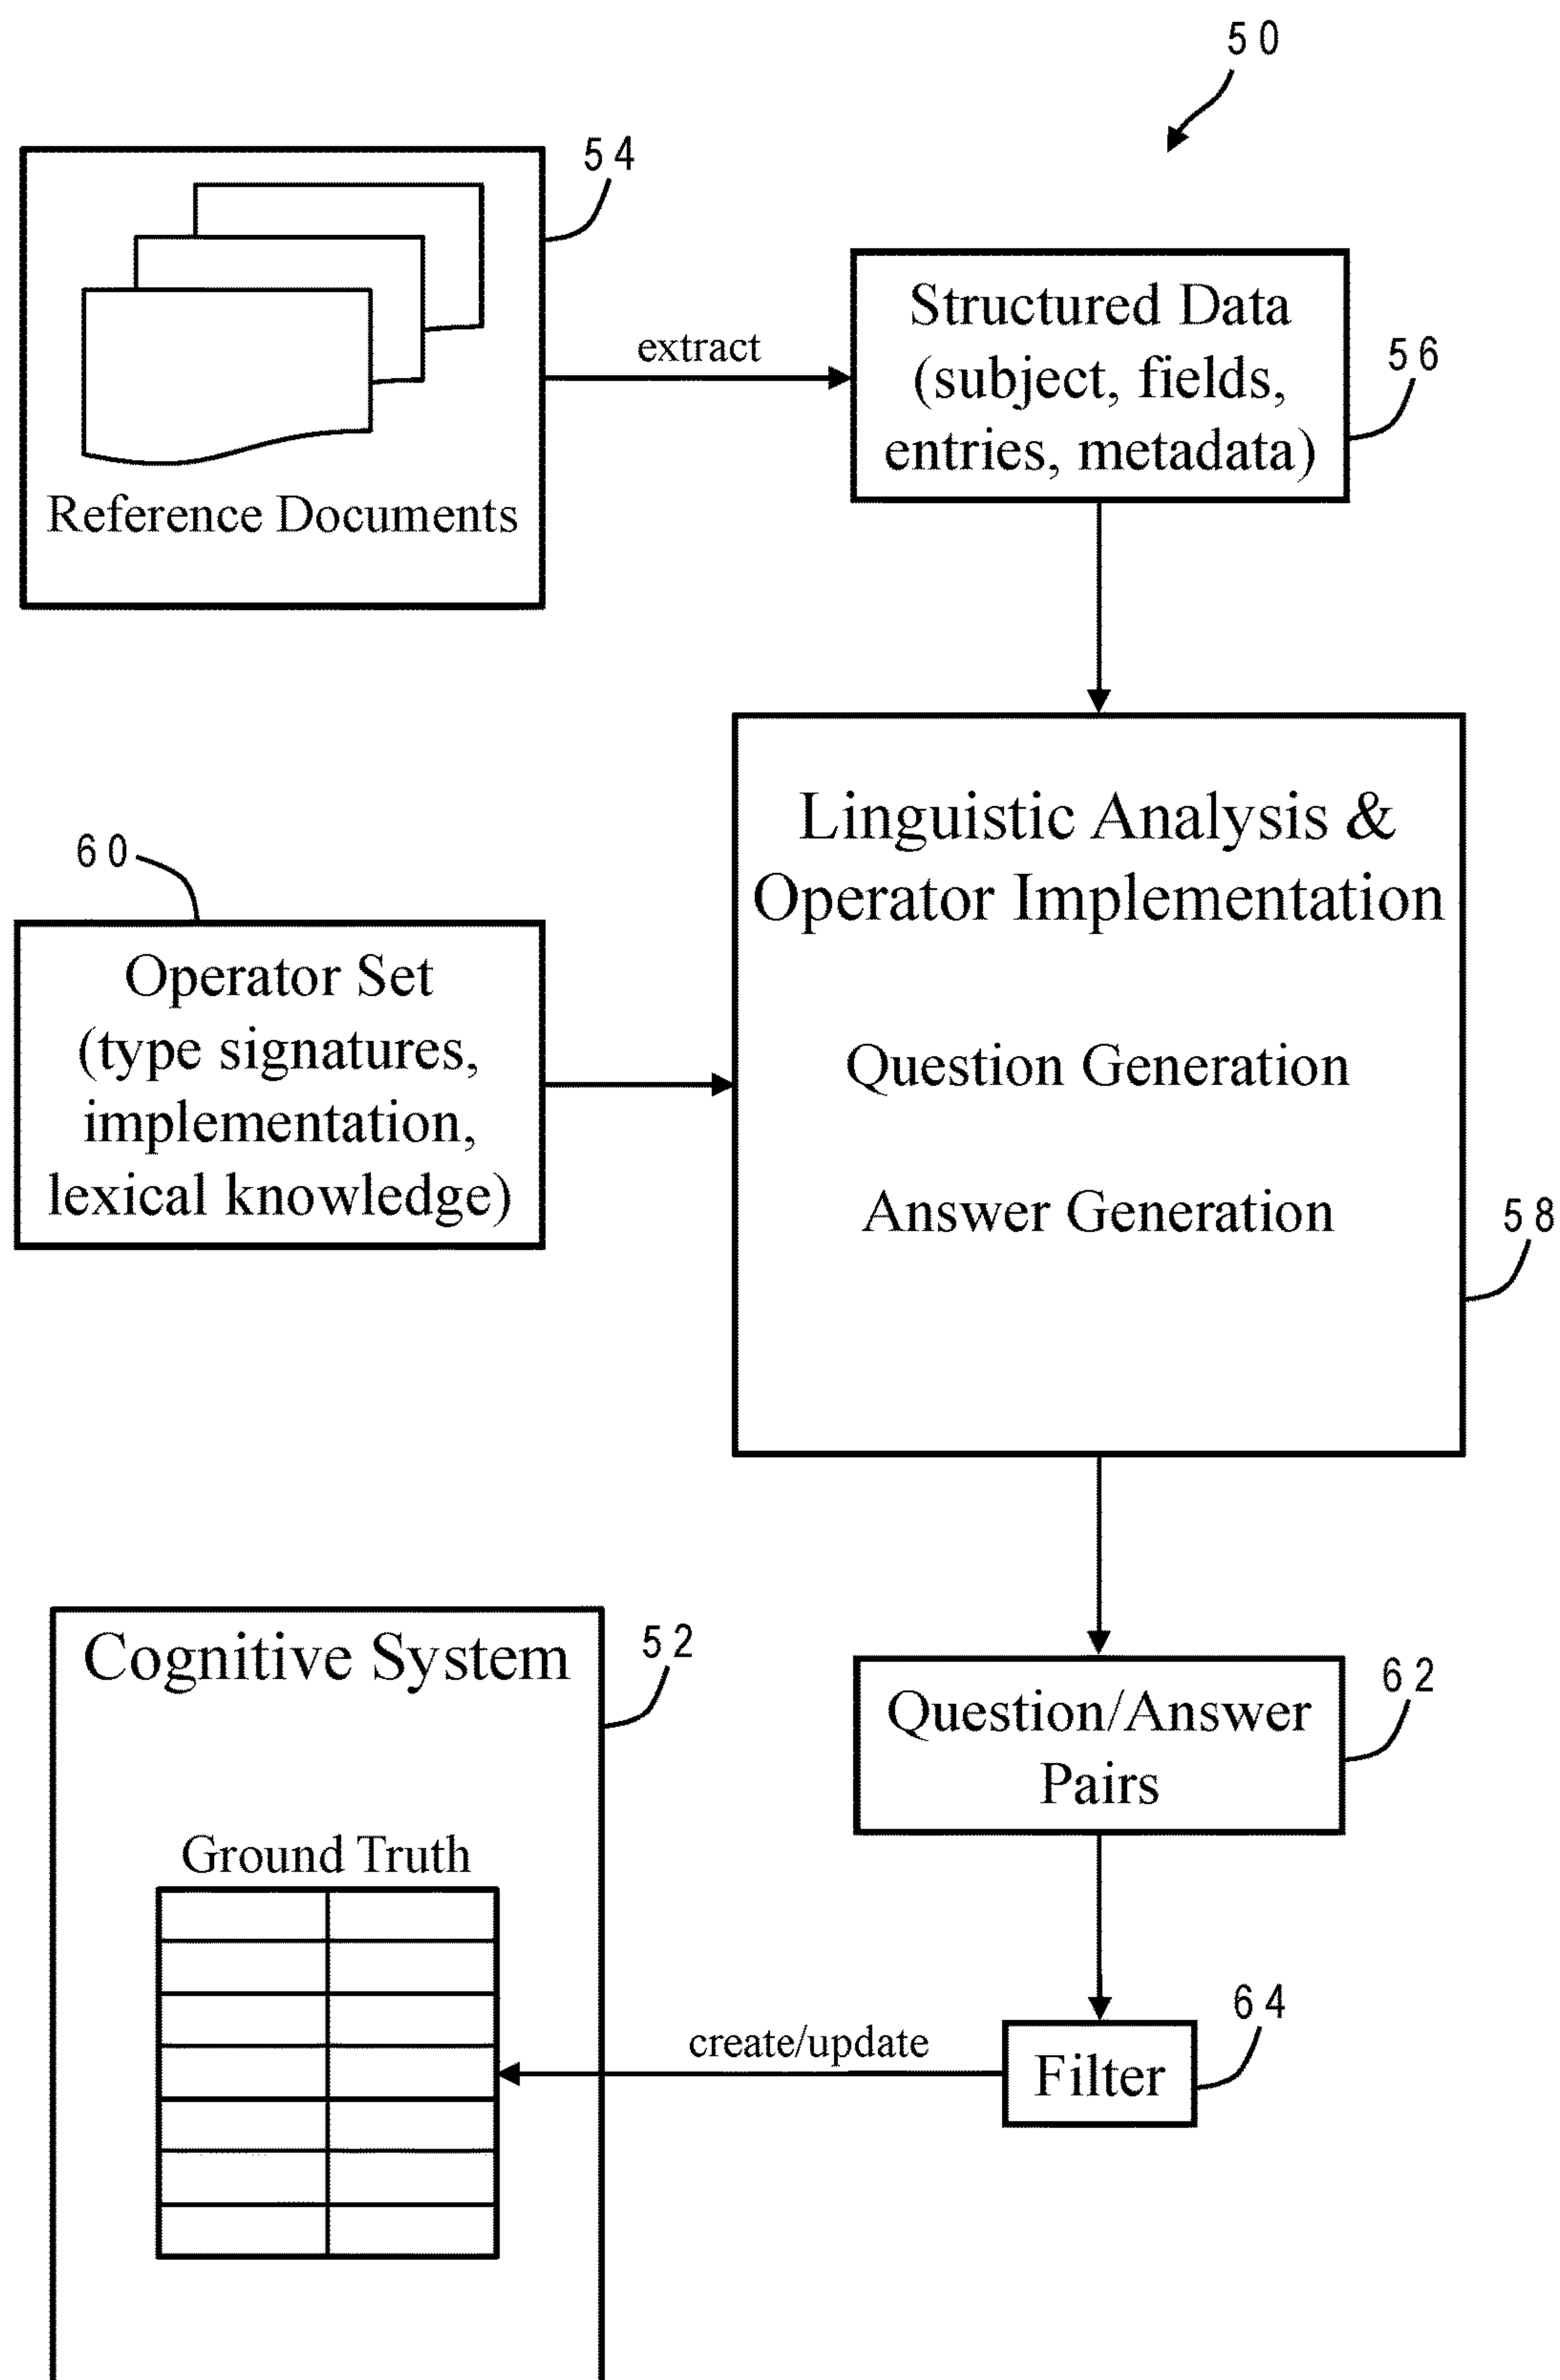 50
54
Reference Documents
extract
Structured Data
(subject, fields,
entries, metadata)
56
60
Operator Set
(type signatures,
implementation,
lexical knowledge)
Linguistic Analysis &
Operator Implementation
Question Generation
Answer Generation
58
Cognitive System
52
Ground Truth
Question/Answer
Pairs
62
create/update
Filter
64